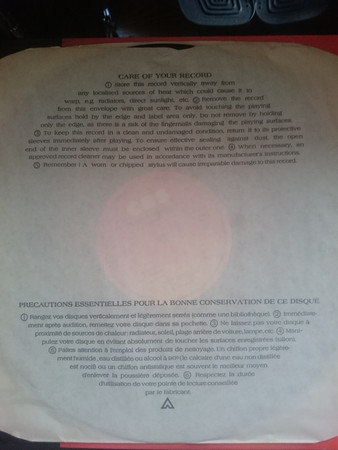 CARE OF YOUR RECORD
① Store this record vertically away from
any localised sources of heat which could cause it to
warp, e.g. radiators, direct sunlight, etc. ② Remove the record
from this envelope with great care. To avoid touching the playing
surfaces hold by the edge and label area only. Do not remove by holding
only the edge, as there is a risk of the fingernails damaging the playing surfaces.
③ To keep this record in a clean and undamaged condition, return it to its protective
sleeves immediately after playing. To ensure effective sealing against dust, the open
end of the inner sleeve must be enclosed within the outer one. ④ When necessary, an
approved record cleaner may be used in accordance with its manufacturer's instructions.
⑤ Remember! A worn or chipped stylus will cause irreparable damage to this record.
PRÉCAUTIONS ESSENTIELLES POUR LA BONNE CONSERVATION DE CE DISQUE
① Rangez vos disques verticalement et légèrement serrés (comme une bibliothèque). ② Immédiate-
ment après audition, remettez votre disque dans sa pochette. ③ Ne laissez pas votre disque à
proximité de sources de chaleur: radiateur, soleil, plage arrière de voiture, lampe, etc. ④ Mani-
pulez votre disque en évitant absolument de toucher les surfaces enregistrées (sillon).
⑤ Faites attention à l'emploi des produits de nettoyage. Un chiffon propre, légère-
ment humide, (eau distillée ou alcool à 90°) (le calcaire d'une eau non distillée
est nocif) ou un chiffon antistatique est souvent le meilleur moyen
d'enlever la poussière déposée. ⑥ Respectez la durée
d'utilisation de votre pointe de lecture conseillée
par le fabricant.